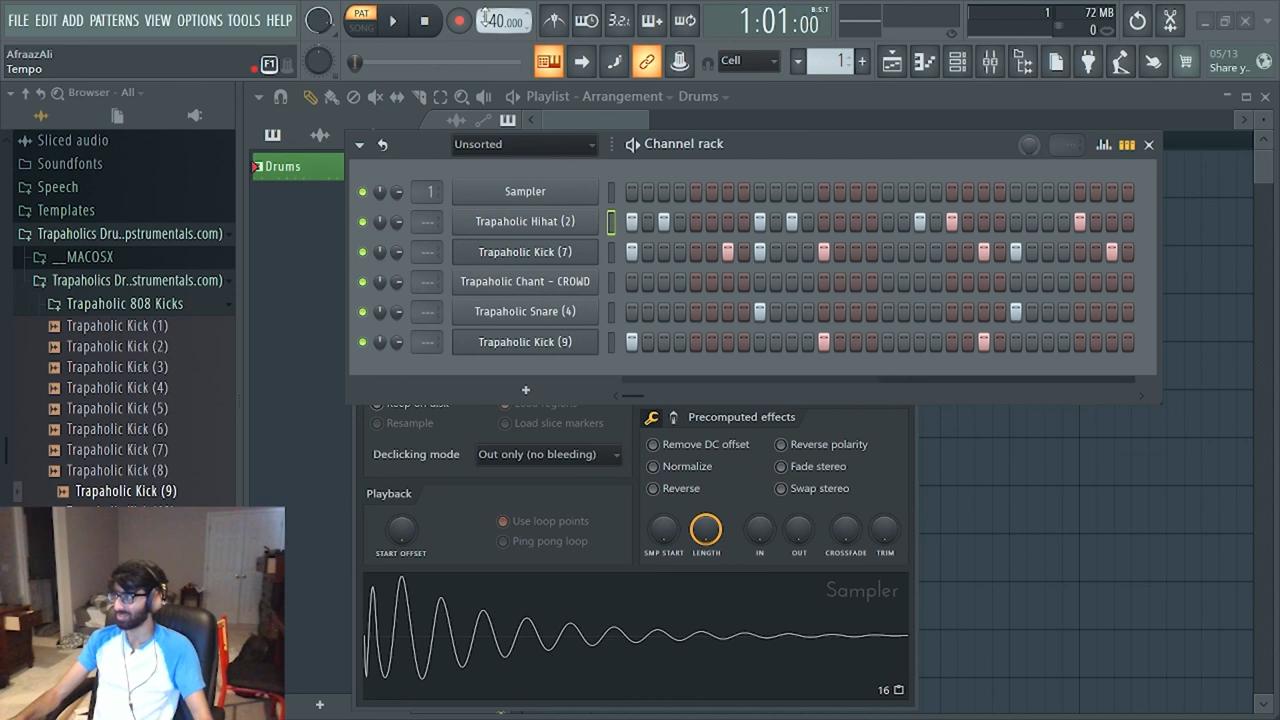 FILE EDIT ADD PATTERNS VIEW OPTIONS TOOLS HELP
PAT
SONG
40.000
3.2.
1:01:00
B:S:T
1
72 MB
0
AfraazAli
Tempo
F1
Cell
1
05/13
Share y..
Browser - All
Playlist - Arrangement
Drums
Sliced audio
Soundfonts
Speech
Templates
Trapaholics Dru..pstrumentals.com)
__MACOSX
Trapaholics Dr..strumentals.com)
Trapaholic 808 Kicks
Trapaholic Kick (1)
Trapaholic Kick (2)
Trapaholic Kick (3)
Trapaholic Kick (4)
Trapaholic Kick (5)
Trapaholic Kick (6)
Trapaholic Kick (7)
Trapaholic Kick (8)
Trapaholic Kick (9)
Drums
Unsorted
Channel rack
1
Sampler
--- Trapaholic Hihat (2)
--- Trapaholic Kick (7)
--- Trapaholic Chant - CROWD
--- Trapaholic Snare (4)
--- Trapaholic Kick (9)
Resample
Load slice markers
Declicking mode
Out only (no bleeding)
Playback
START OFFSET
Use loop points
Ping pong loop
Precomputed effects
Remove DC offset
Reverse polarity
Normalize
Fade stereo
Reverse
Swap stereo
SMP START
LENGTH
IN
OUT
CROSSFADE
TRIM
Sampler
16